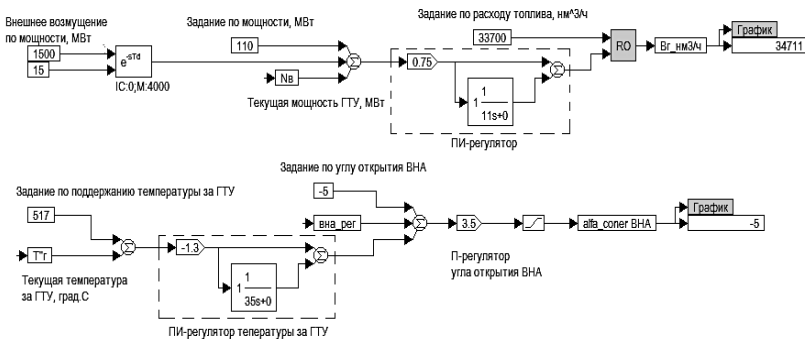 Внешнее возмущение
по мощности, МВт
1500
15
e^-sTd
IC:0;M:4000
Задание по мощности, МВт
110
Nв
Текущая мощность ГТУ, МВт
Задание по расходу топлива, нм^3/ч
33700
0.75
1
1
11s+0
ПИ-регулятор
RO
Вг_нм3/ч
График
34711
Задание по поддержанию температуры за ГТУ
517
T"г
Текущая температура
за ГТУ, град.С
-1.3
1
1
35s+0
ПИ-регулятор тепературы за ГТУ
Задание по углу открытия ВНА
-5
вна_рег
3.5
П-регулятор
угла открытия ВНА
alfa_coner ВНА
График
-5